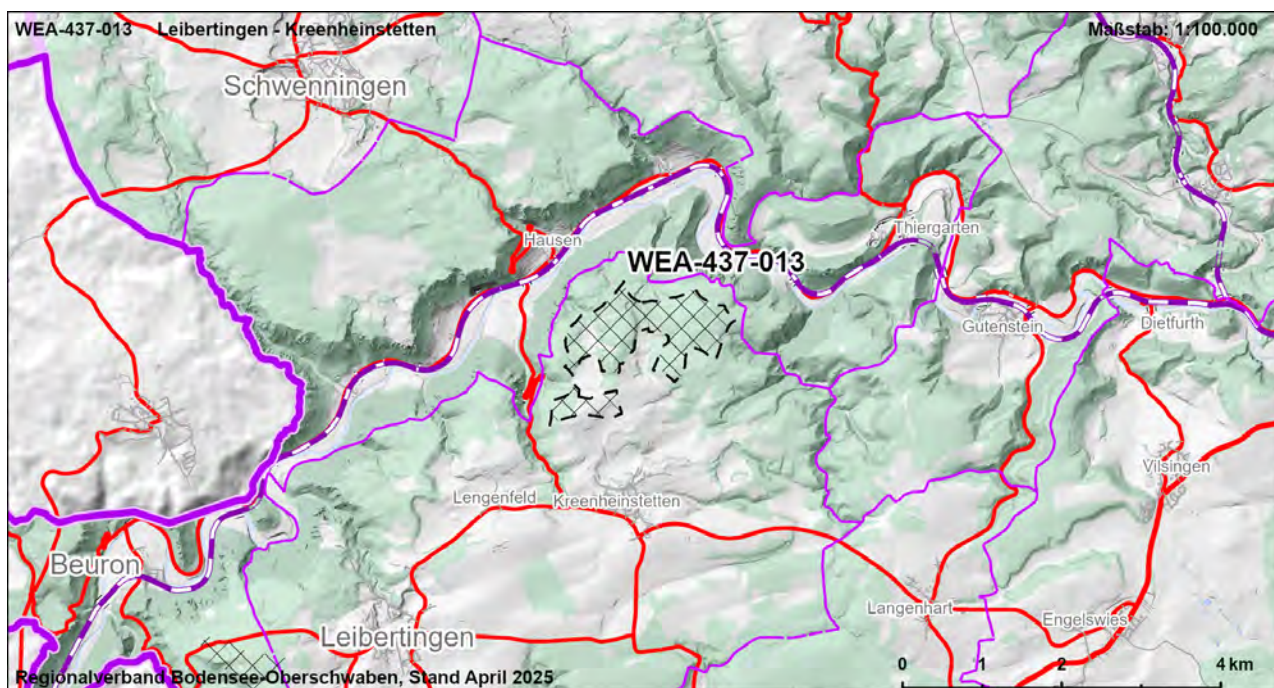 WEA-437-013 Leibertingen - Kreenheinstetten
Maßstab: 1:100.000
Schwenningen
Hausen
Thiergarten
WEA-437-013
Gutenstein
Dietfurth
Vilsingen
Lengenfeld
Kreenheinstetten
Beuron
Langenhart
Engelswies
Leibertingen
0 1 2 4 km
Regionalverband Bodensee-Oberschwaben, Stand April 2025